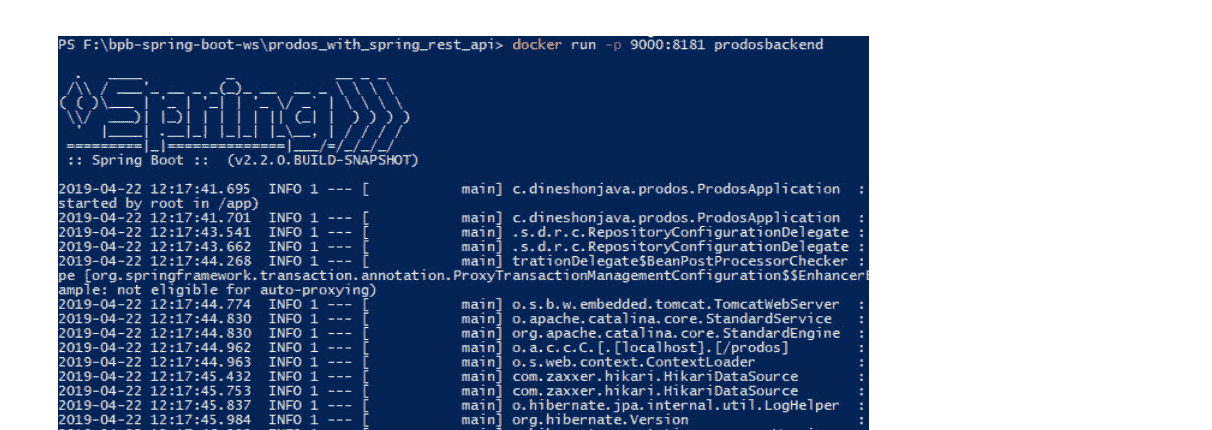 PS F:\bpb-spring-boot-ws\prodos_with_spring_rest_api> docker run -p 9000:8181 prodosbackend
Spring
:: Spring Boot :: (v2.2.0.BUILD-SNAPSHOT)
2019-04-22 12:17:41.695 INFO 1 --- [ main] c.dineshonjava.prodos.ProdosApplication :
started by root in /app)
2019-04-22 12:17:41.701 INFO 1 --- [ main] c.dineshonjava.prodos.ProdosApplication :
2019-04-22 12:17:43.541 INFO 1 --- [ main] .s.d.r.c.RepositoryConfigurationDelegate :
2019-04-22 12:17:43.662 INFO 1 --- [ main] .s.d.r.c.RepositoryConfigurationDelegate :
2019-04-22 12:17:44.268 INFO 1 --- [ main] trationDelegate$BeanPostProcessorChecker :
pe [org.springframework.transaction.annotation.ProxyTransactionManagementConfiguration$$Enhancer
ample: not eligible for auto-proxying)
2019-04-22 12:17:44.774 INFO 1 --- [ main] o.s.b.w.embedded.tomcat.TomcatWebServer :
2019-04-22 12:17:44.830 INFO 1 --- [ main] o.apache.catalina.core.StandardService :
2019-04-22 12:17:44.830 INFO 1 --- [ main] org.apache.catalina.core.StandardEngine :
2019-04-22 12:17:44.962 INFO 1 --- [ main] o.a.c.c.C.[.[localhost].[/prodos] :
2019-04-22 12:17:44.963 INFO 1 --- [ main] o.s.web.context.ContextLoader :
2019-04-22 12:17:45.432 INFO 1 --- [ main] com.zaxxer.hikari.HikariDataSource :
2019-04-22 12:17:45.753 INFO 1 --- [ main] com.zaxxer.hikari.HikariDataSource :
2019-04-22 12:17:45.837 INFO 1 --- [ main] o.hibernate.jpa.internal.util.LogHelper :
2019-04-22 12:17:45.984 INFO 1 --- [ main] org.hibernate.Version :